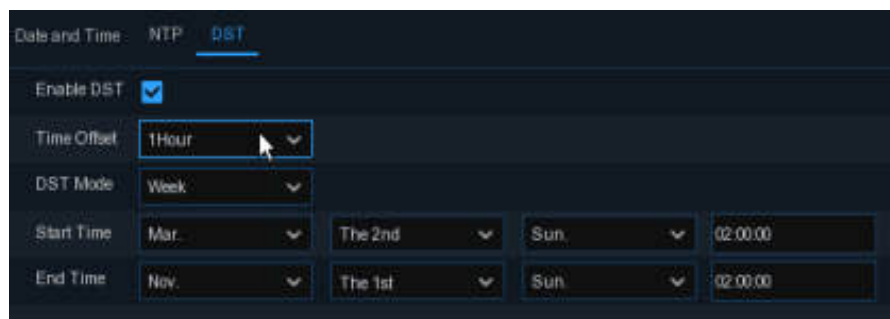 Date and Time NTP DST
Enable DST
Time Offset 1Hour
DST Mode Week
Start Time Mar. The 2nd Sun. 02:00:00
End Time Nov. The 1st Sun. 02:00:00